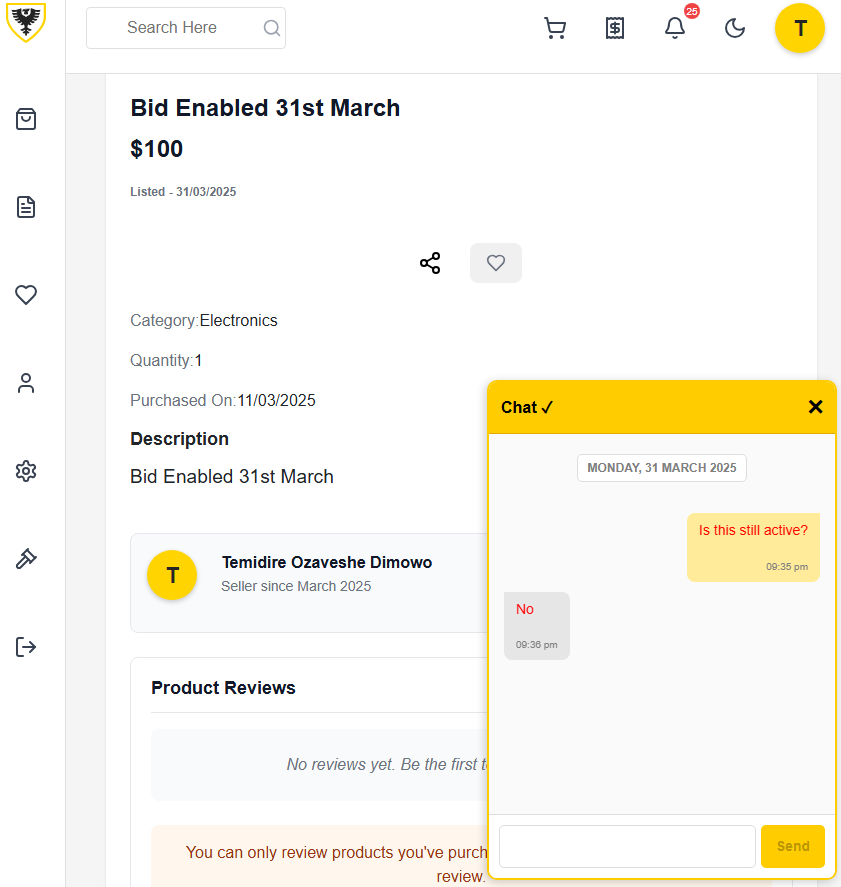 Search Here
25
T
Bid Enabled 31st March
$100
Listed - 31/03/2025
Category:Electronics
Quantity:1
Purchased On:11/03/2025
Description
Bid Enabled 31st March
T
Temidire Ozaveshe Dimowo
Seller since March 2025
Product Reviews
No reviews yet. Be the first
You can only review products you've
review.
Chat ✓
MONDAY, 31 MARCH 2025
Is this still active?
09:35 pm
No
09:36 pm
Send